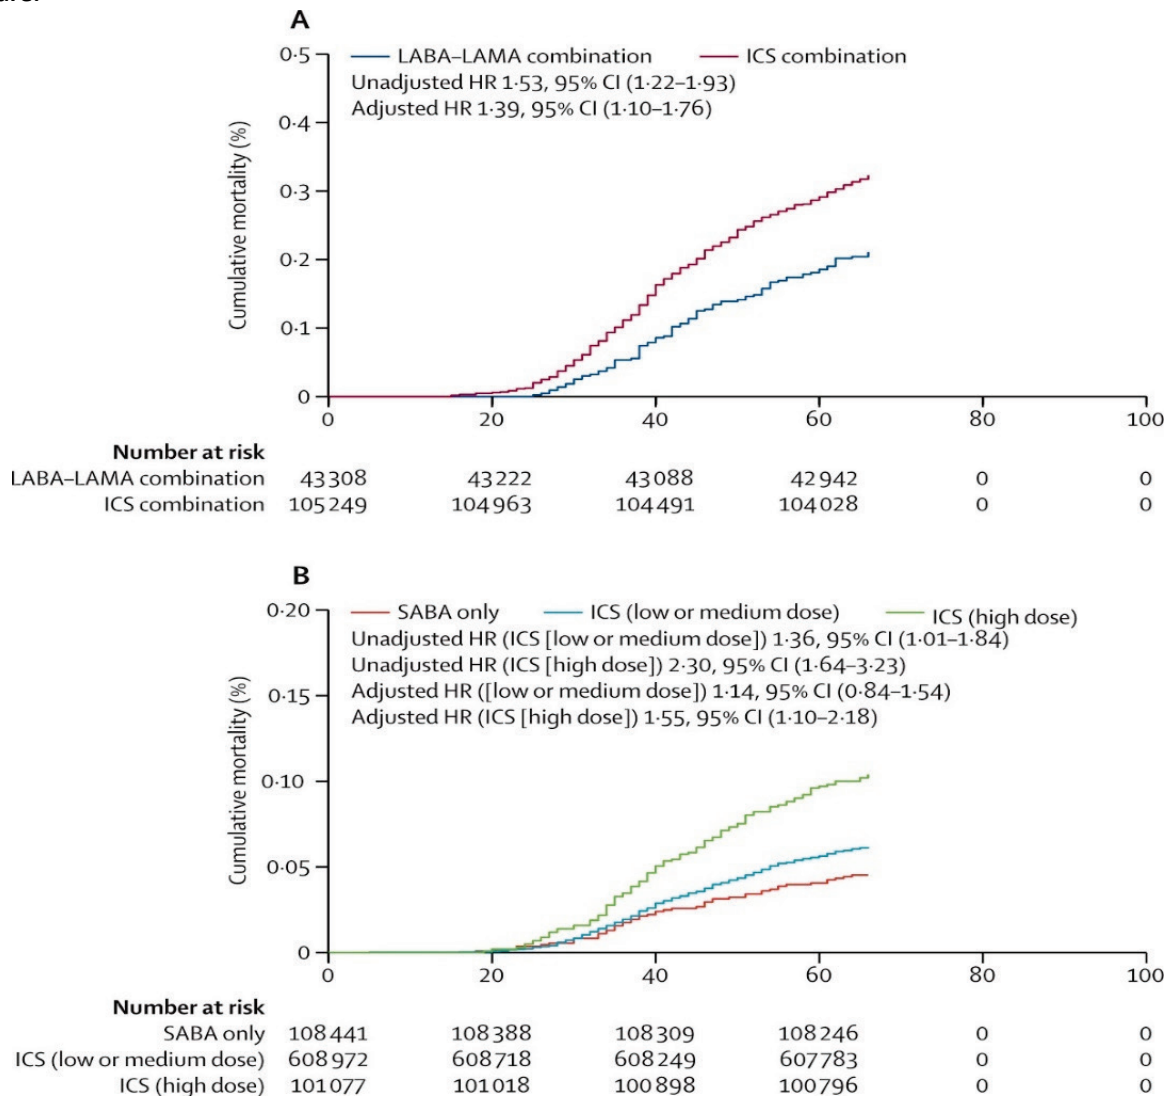 A
LABA–LAMA combination ICS combination
Unadjusted HR 1·53, 95% CI (1·22–1·93)
Adjusted HR 1·39, 95% CI (1·10–1·76)
Cumulative mortality (%)
0·5
0·4
0·3
0·2
0·1
0
0 20 40 60 80 100
Number at risk
LABA–LAMA combination 43308 43222 43088 42942 0 0
ICS combination 105249 104963 104491 104028 0 0
B
SABA only ICS (low or medium dose) ICS (high dose)
Unadjusted HR (ICS [low or medium dose]) 1·36, 95% CI (1·01–1·84)
Unadjusted HR (ICS [high dose]) 2·30, 95% CI (1·64–3·23)
Adjusted HR ([low or medium dose]) 1·14, 95% CI (0·84–1·54)
Adjusted HR (ICS [high dose]) 1·55, 95% CI (1·10–2·18)
Cumulative mortality (%)
0·20
0·15
0·10
0·05
0
0 20 40 60 80 100
Number at risk
SABA only 108441 108388 108309 108246 0 0
ICS (low or medium dose) 608972 608718 608249 607783 0 0
ICS (high dose) 101077 101018 100898 100796 0 0